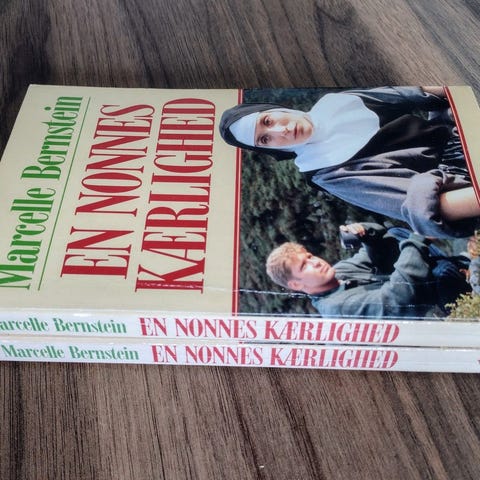 Marcelle Bernstein
EN NONNES
KÆRLIGHED
Marcelle Bernstein EN NONNES KÆRLIGHED
Marcelle Bernstein EN NONNES KÆRLIGHED